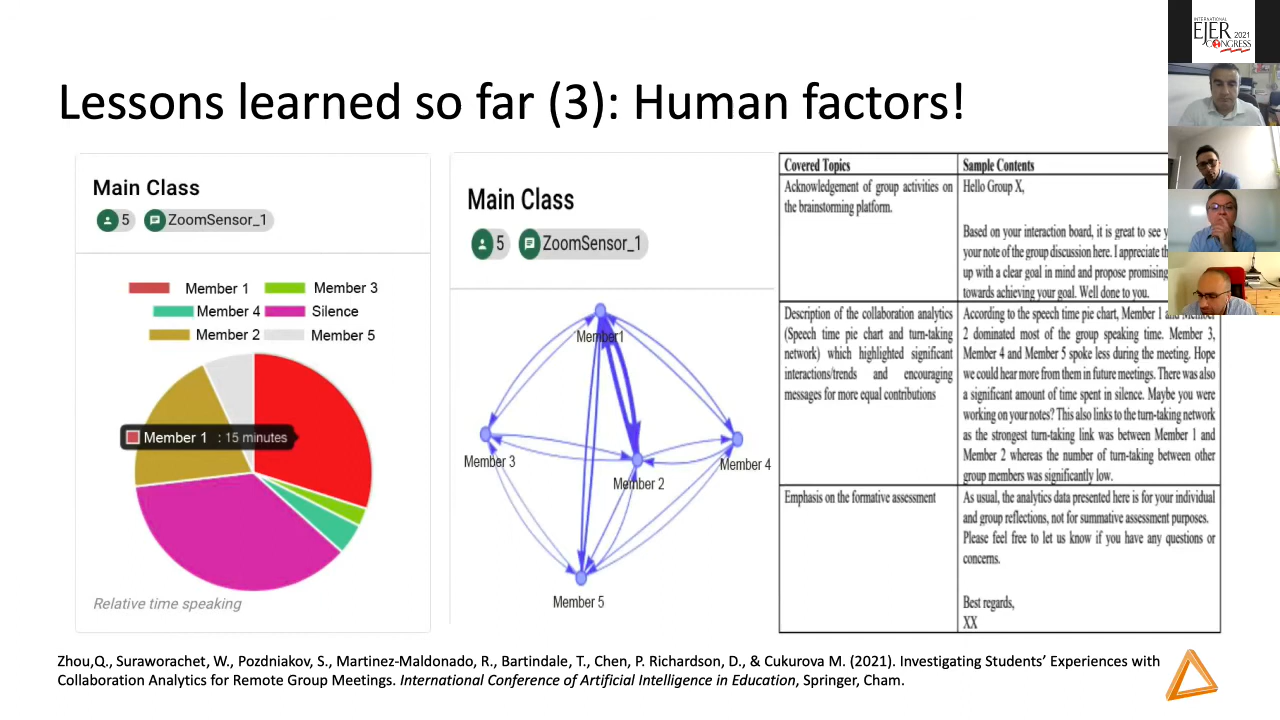 INTERNATIONAL
EJER 2021
CONGRESS
Lessons learned so far (3): Human factors!
Main Class
5 ZoomSensor_1
Member 1 Member 3
Member 4 Silence
Member 2 Member 5
Member 1 : 15 minutes
Relative time speaking
Main Class
5 ZoomSensor_1
Member1
Member 3
Member 4
Member 2
Member 5
Covered Topics Sample Contents
Acknowledgement of group activities on
the brainstorming platform.
Hello Group X,
Based on your interaction board, it is great to see
your note of the group discussion here. I appreciate
up with a clear goal in mind and propose promising
towards achieving your goal. Well done to you.
Description of the collaboration analytics
(Speech time pie chart and turn-taking
network) which highlighted significant
interactions/trends and encouraging
messages for more equal contributions
According to the speech time pie chart, Member 1 and Member
2 dominated most of the group speaking time. Member 3,
Member 4 and Member 5 spoke less during the meeting. Hope
we could hear more from them in future meetings. There was also
a significant amount of time spent in silence. Maybe you were
working on your notes? This also links to the turn-taking network
as the strongest turn-taking link was between Member 1 and
Member 2 whereas the number of turn-taking between other
group members was significantly low.
Emphasis on the formative assessment
As usual, the analytics data presented here is for your individual
and group reflections, not for summative assessment purposes.
Please feel free to let us know if you have any questions or
concerns.
Best regards,
XX
Zhou,Q., Suraworachet, W., Pozdniakov, S., Martinez-Maldonado, R., Bartindale, T., Chen, P. Richardson, D., & Cukurova M. (2021). Investigating Students’ Experiences with
Collaboration Analytics for Remote Group Meetings. International Conference of Artificial Intelligence in Education, Springer, Cham.